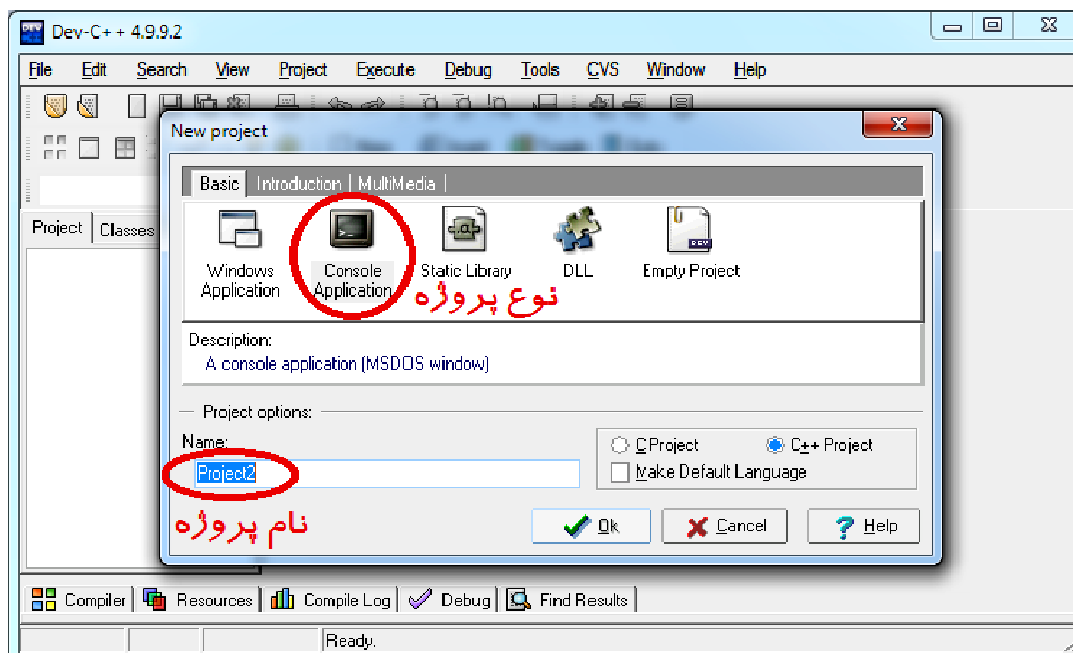 Dev-C++ 4.9.9.2
File Edit Search View Project Execute Debug Tools CVS Window Help
New project
Basic Introduction MultiMedia
Project Classes
Windows Application
Console Application
Static Library
DLL
Empty Project
نوع پروژه
Description:
A console application (MSDOS window)
Project options:
Name:
C Project C++ Project
Project2
Make Default Language
نام پروژه
Ok Cancel Help
Compiler Resources Compile Log Debug Find Results
Ready.